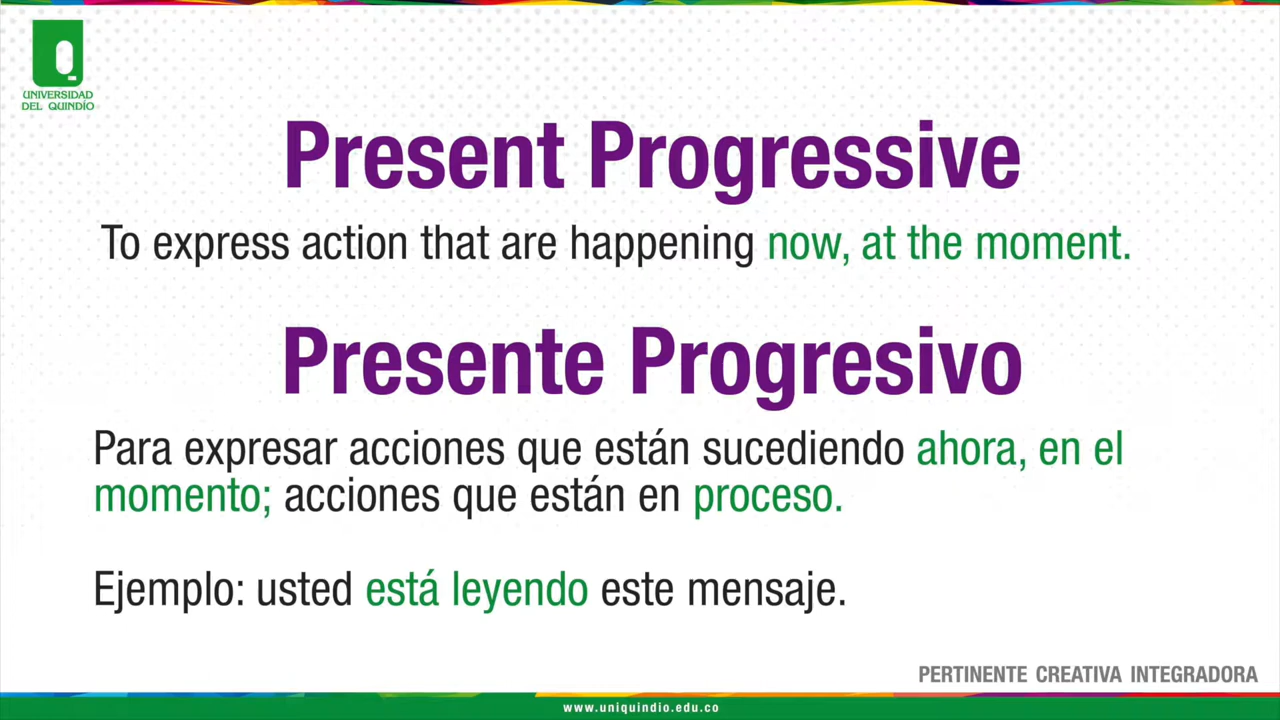 UNIVERSIDAD
DEL QUINDÍO
Present Progressive
To express action that are happening now, at the moment.
Presente Progresivo
Para expresar acciones que están sucediendo ahora, en el
momento; acciones que están en proceso.
Ejemplo: usted está leyendo este mensaje.
PERTINENTE CREATIVA INTEGRADORA
www.uniquindio.edu.co